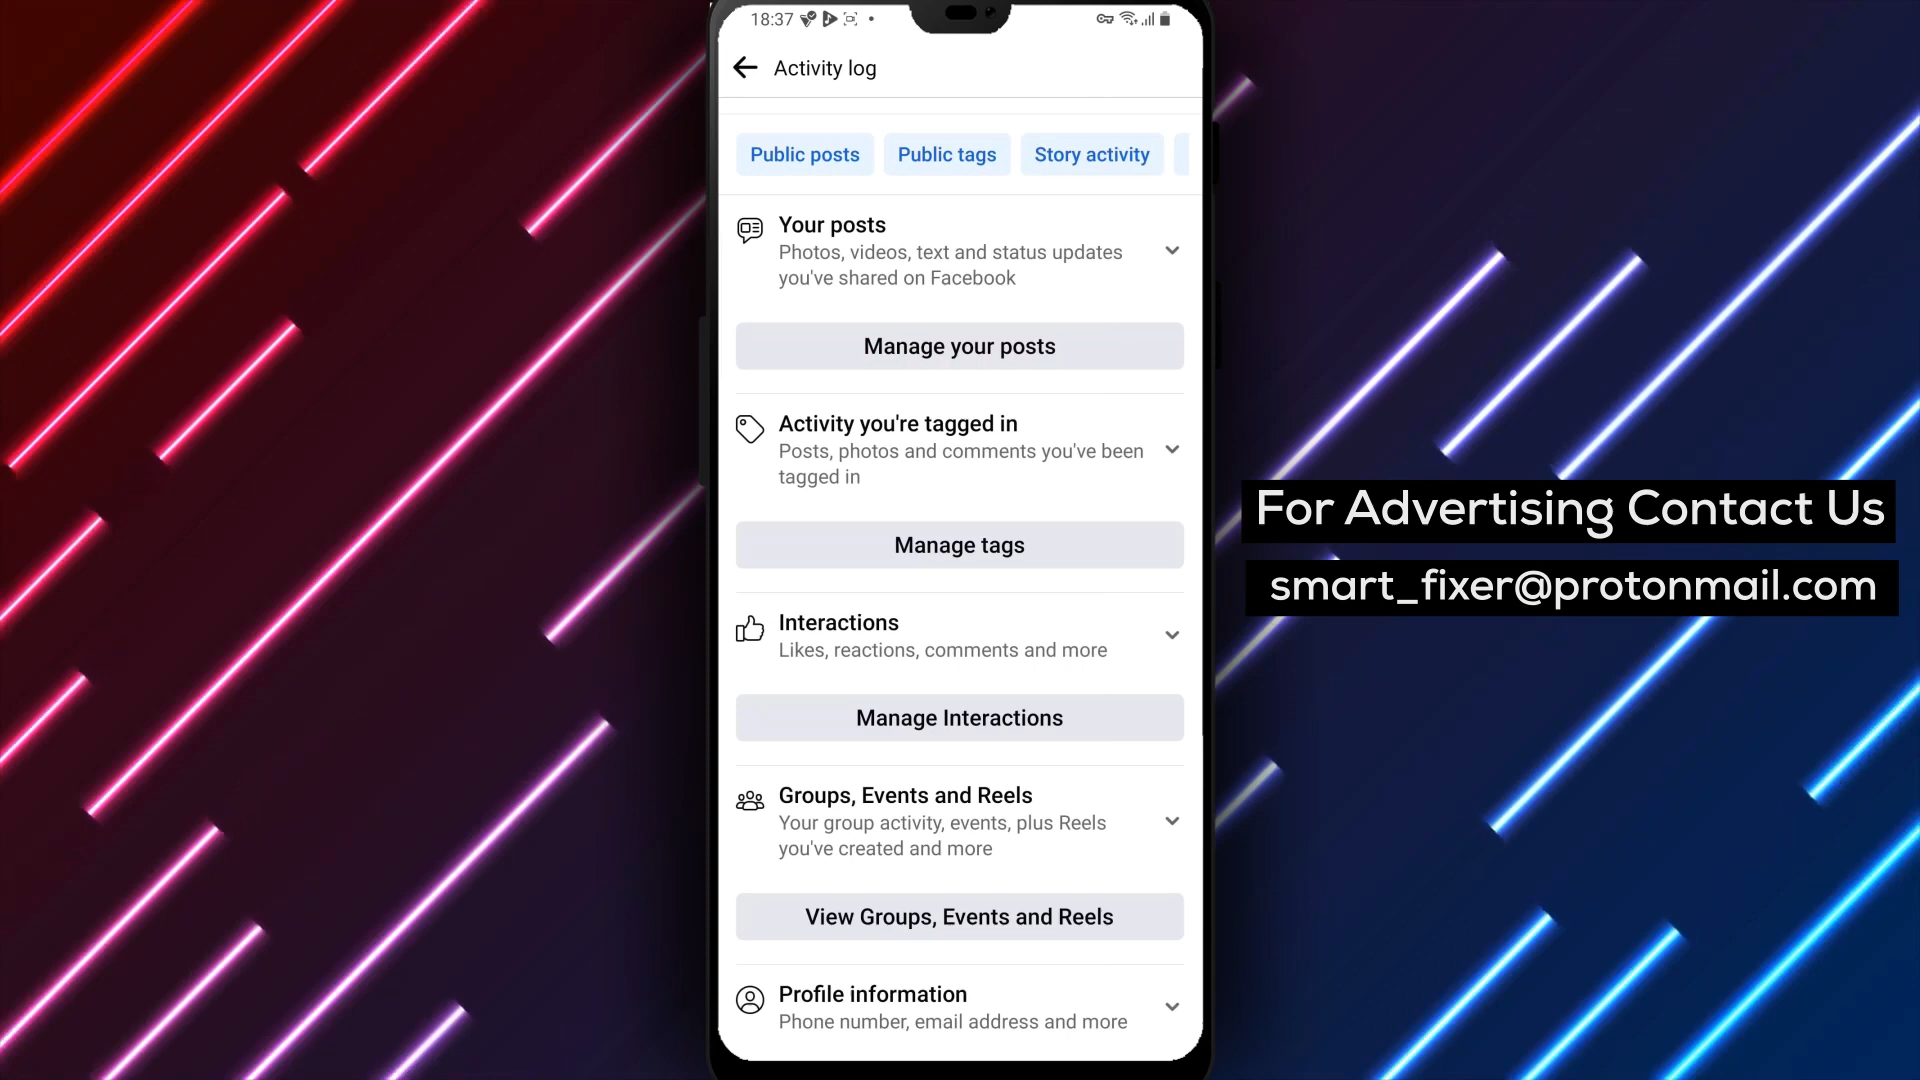 18:37
Activity log
Public posts Public tags Story activity
Your posts
Photos, videos, text and status updates
you've shared on Facebook
Manage your posts
Activity you're tagged in
Posts, photos and comments you've been
tagged in
Manage tags
Interactions
Likes, reactions, comments and more
Manage Interactions
Groups, Events and Reels
Your group activity, events, plus Reels
you've created and more
View Groups, Events and Reels
Profile information
Phone number, email address and more
For Advertising Contact Us
smart_fixer@protonmail.com